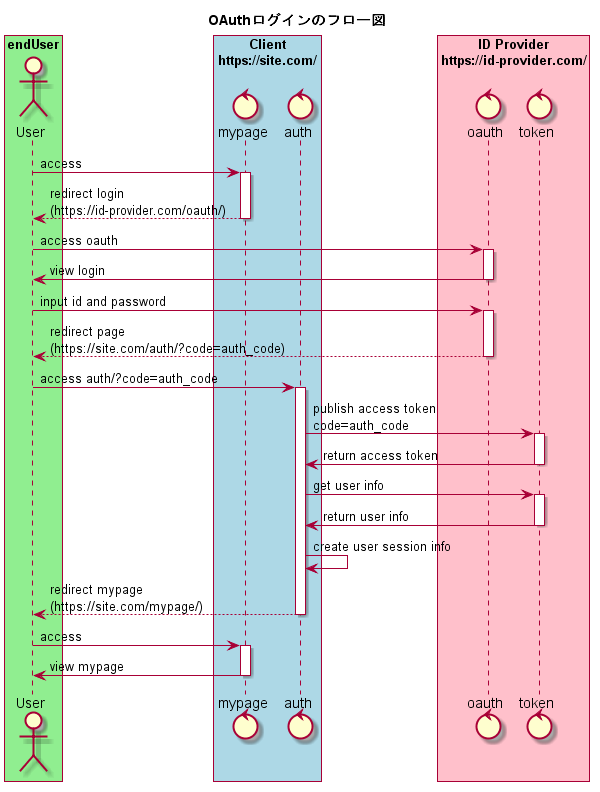 OAuthログインのフロー図
endUser
Client
https://site.com/
ID Provider
https://id-provider.com/
User
mypage
auth
oauth
token
access
redirect login
(https://id-provider.com/oauth/)
access oauth
view login
input id and password
redirect page
(https://site.com/auth/?code=auth_code)
access auth/?code=auth_code
publish access token
code=auth_code
return access token
get user info
return user info
create user session info
redirect mypage
(https://site.com/mypage/)
access
view mypage
User
mypage
auth
oauth
token